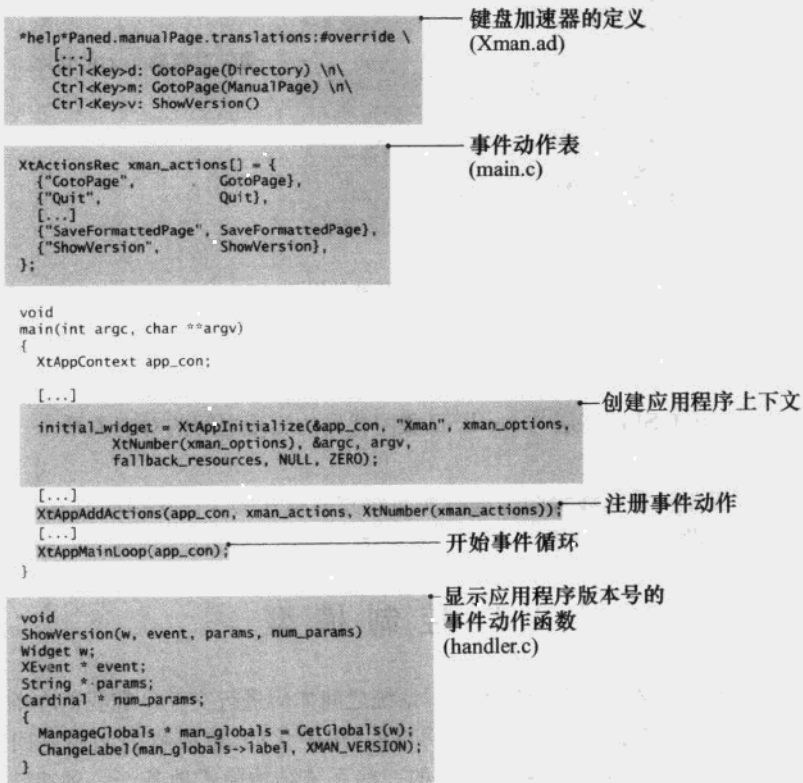 *help*Paned.manualPage.translations:#override \
[...]
Ctrl<Key>d: GotoPage(Directory) \n\
Ctrl<Key>m: GotoPage(ManualPage) \n\
Ctrl<Key>v: ShowVersion()
键盘加速器的定义
(Xman.ad)
XtActionsRec xman_actions[] = {
{"GotoPage", GotoPage},
{"Quit", Quit},
[...]
{"SaveFormattedPage", SaveFormattedPage},
{"ShowVersion", ShowVersion},
};
事件动作表
(main.c)
void
main(int argc, char **argv)
{
XtAppContext app_con;
[...]
initial_widget = XtAppInitialize(&app_con, "Xman", xman_options,
XtNumber(xman_options), &argc, argv,
fallback_resources, NULL, ZERO);
创建应用程序上下文
[...]
XtAppAddActions(app_con, xman_actions, XtNumber(xman_actions));
注册事件动作
[...]
XtAppMainLoop(app_con);
开始事件循环
}
void
ShowVersion(w, event, params, num_params)
Widget w;
XEvent * event;
String * params;
Cardinal * num_params;
{
ManpageGlobals * man_globals = GetGlobals(w);
ChangeLabel(man_globals->label, XMAN_VERSION);
}
显示应用程序版本号的
事件动作函数
(handler.c)